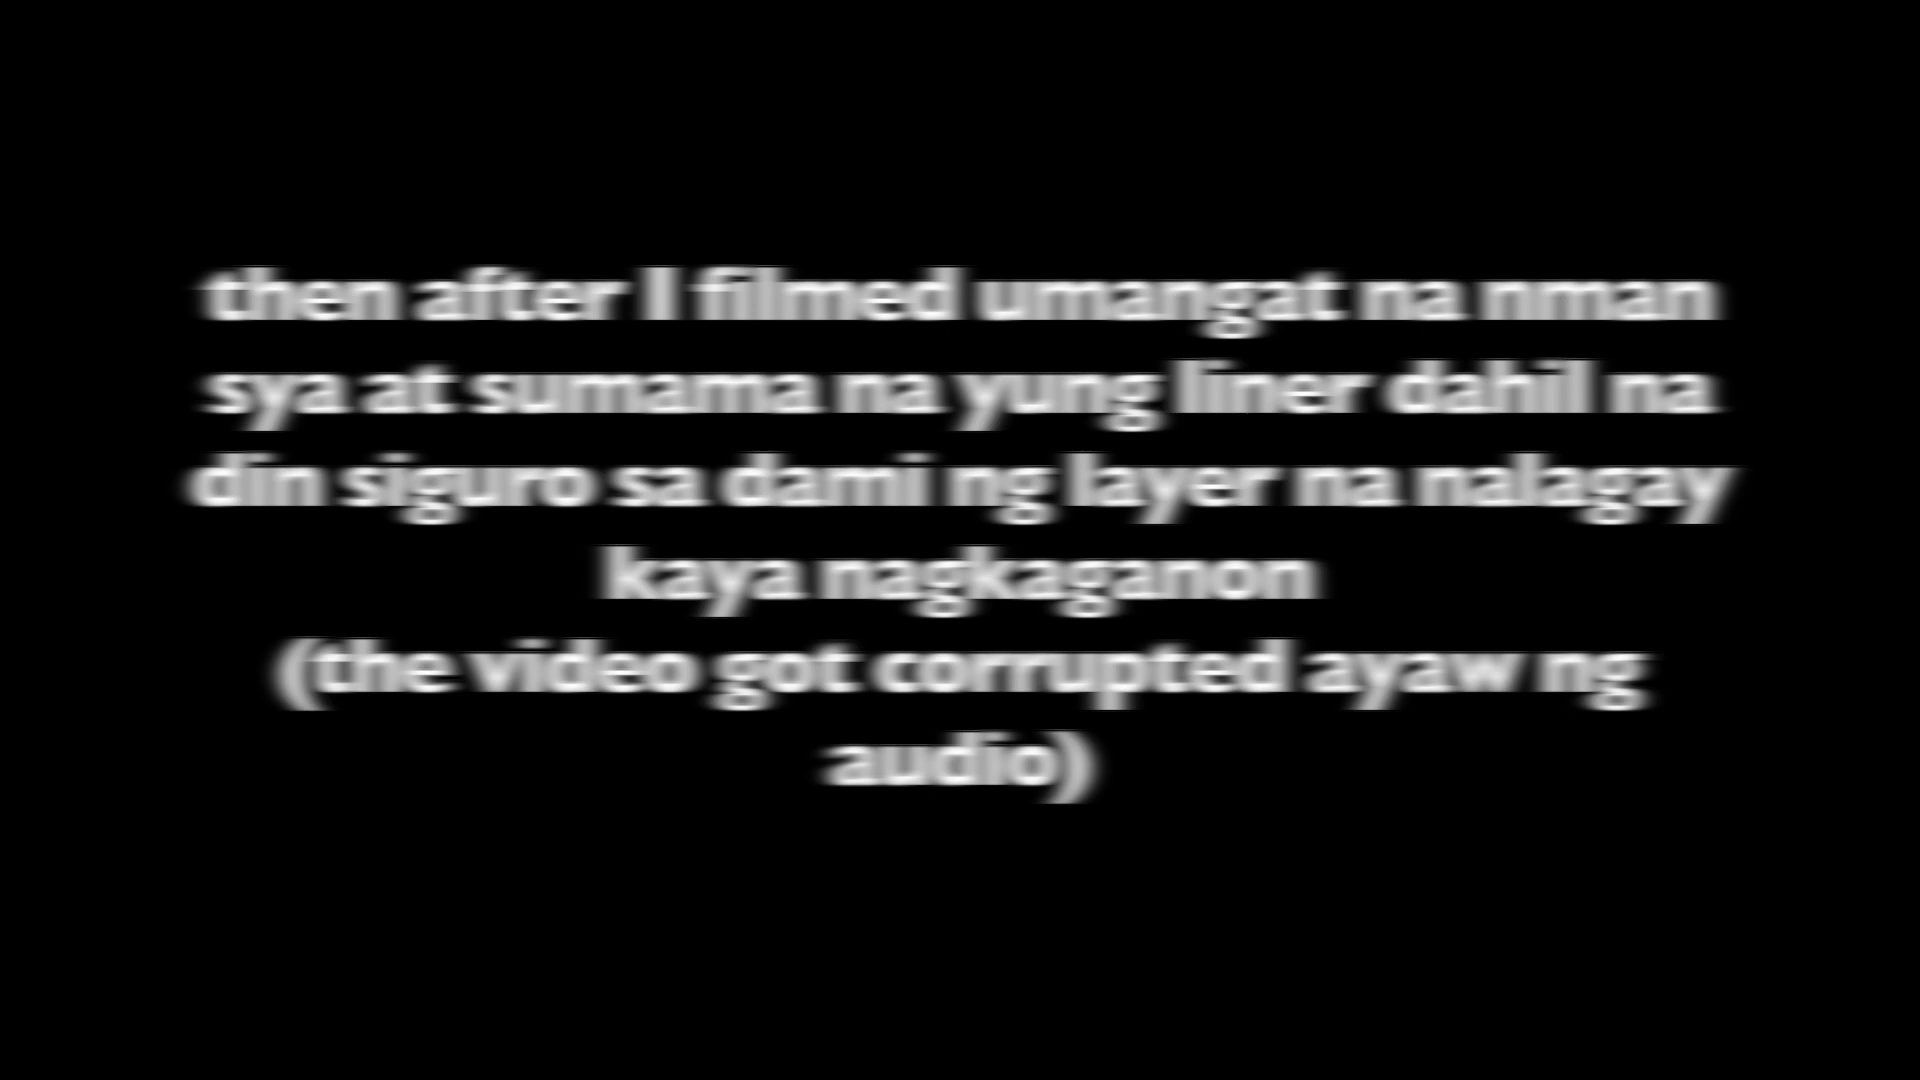 then after I filmed umangat na nman
sya at sumama na yung liner dahil na
din siguro sa dami ng layer na nalagay
kaya nagkaganon
(the video got corrupted ayaw ng
audio)